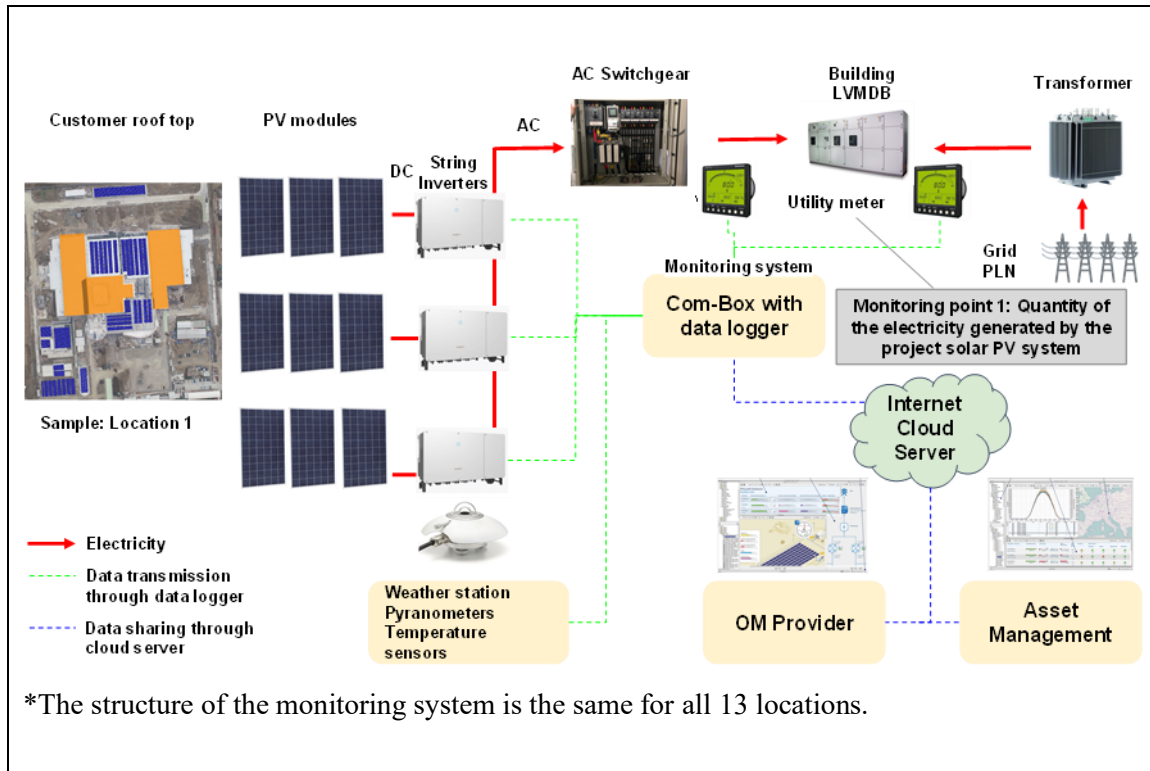 Customer roof top
PV modules
DC
String
Inverters
AC
AC Switchgear
Building
LVMDB
Transformer
Utility meter
Grid
PLN
Monitoring system
Com-Box with
data logger
Monitoring point 1: Quantity of
the electricity generated by the
project solar PV system
Sample: Location 1
Internet
Cloud
Server
Electricity
Data transmission
through data logger
Data sharing through
cloud server
Weather station
Pyranometers
Temperature
sensors
OM Provider
Asset
Management
*The structure of the monitoring system is the same for all 13 locations.